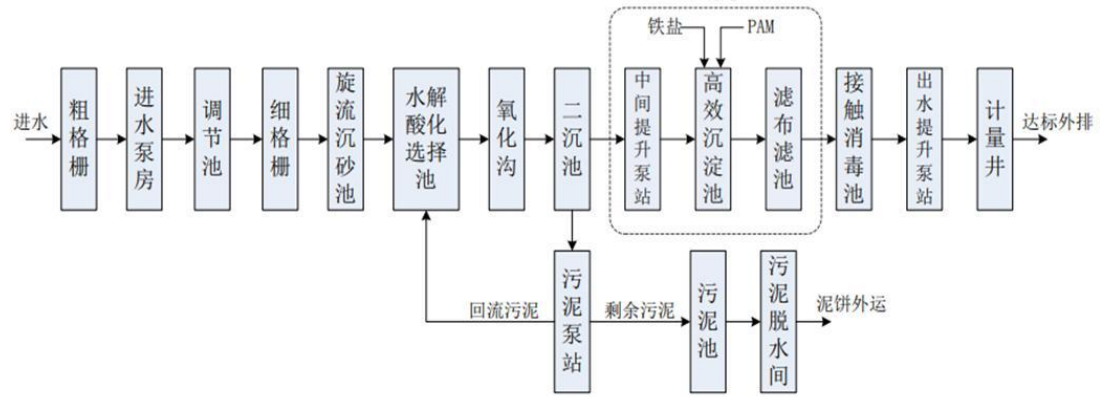 铁盐
PAM
进水
粗格栅
进水泵房
调节池
细格栅
旋流沉砂池
水解
酸化
选择
池
氧化沟
二沉池
中间提升泵站
高效沉淀池
滤布滤池
接触消毒池
出水提升泵站
计量井
达标外排
回流污泥
污泥泵站
剩余污泥
污泥池
污泥脱水间
泥饼外运